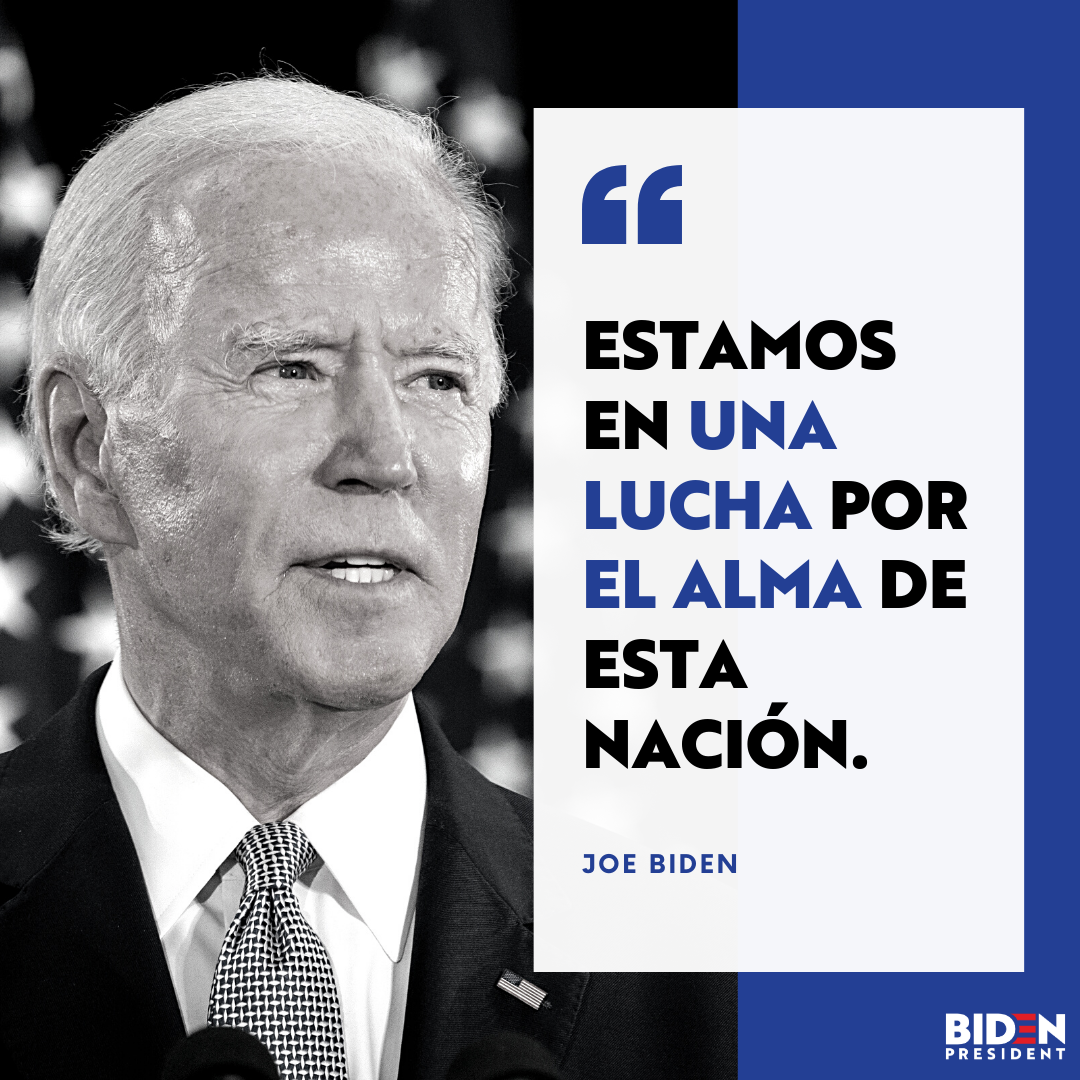 “
ESTAMOS
EN UNA
LUCHA POR
EL ALMA DE
ESTA
NACIÓN.
JOE BIDEN
BIDEN
PRESIDENT